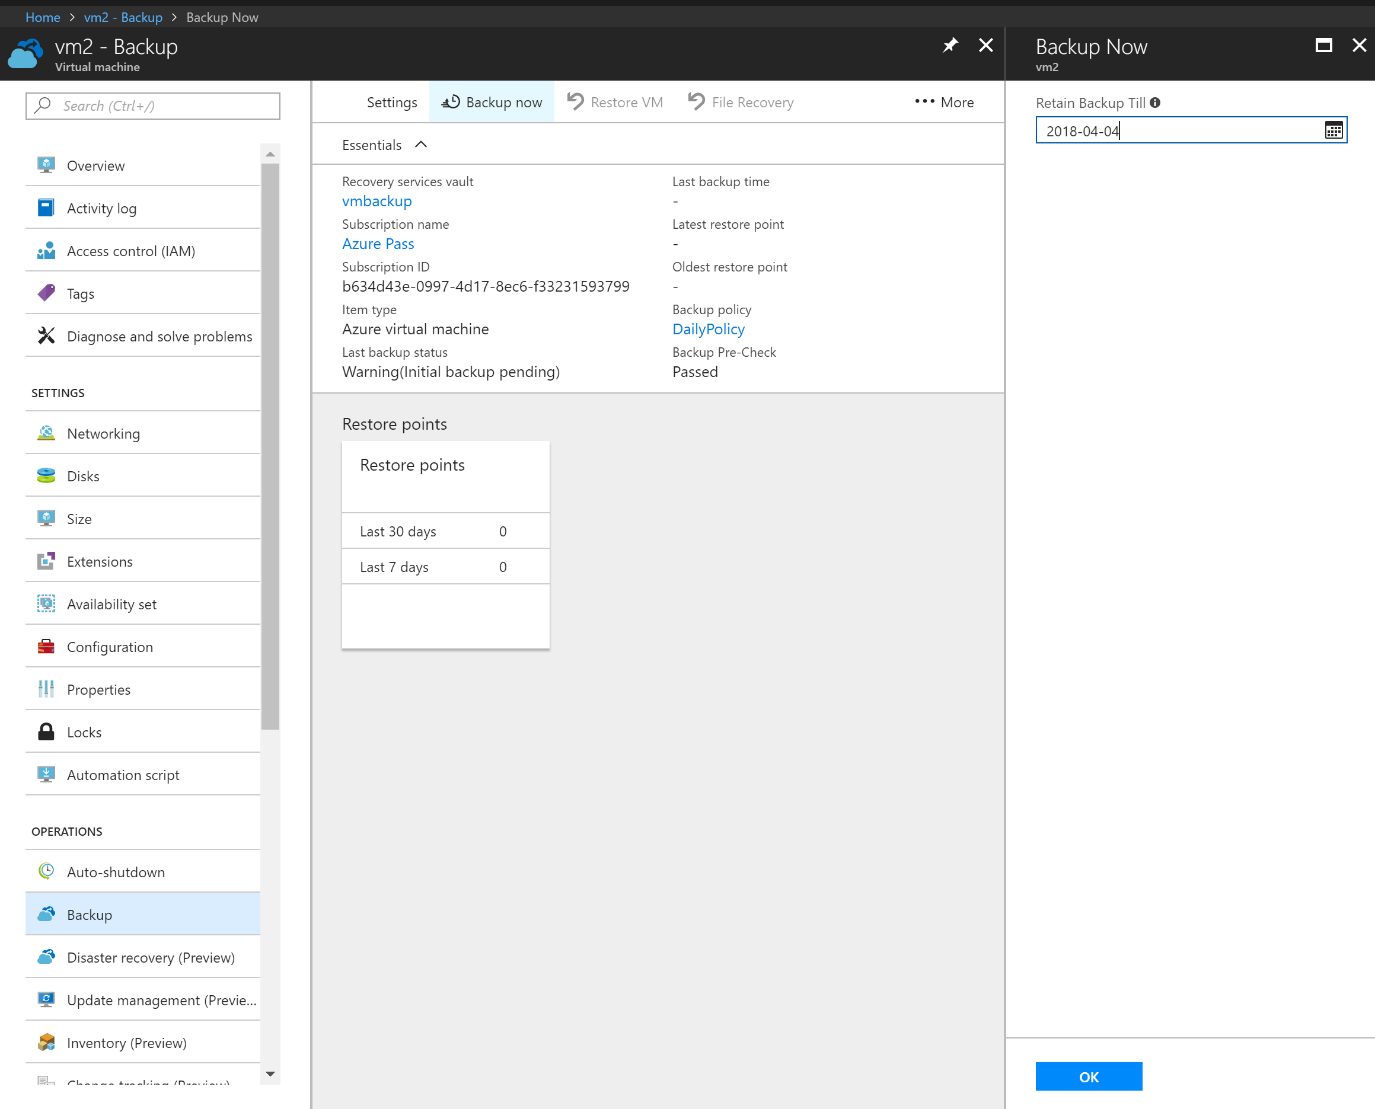 Home > vm2 - Backup > Backup Now
vm2 - Backup
Virtual machine
Search (Ctrl+/)
Overview
Activity log
Access control (IAM)
Tags
Diagnose and solve problems
SETTINGS
Networking
Disks
Size
Extensions
Availability set
Configuration
Properties
Locks
Automation script
OPERATIONS
Auto-shutdown
Backup
Disaster recovery (Preview)
Update management (Previe...
Inventory (Preview)
Change tracking (Preview)
Settings
Backup now
Restore VM
File Recovery
••• More
Essentials
Recovery services vault
vmbackup
Subscription name
Azure Pass
Subscription ID
b634d43e-0997-4d17-8ec6-f33231593799
Item type
Azure virtual machine
Last backup status
Warning(Initial backup pending)
Last backup time
-
Latest restore point
-
Oldest restore point
-
Backup policy
DailyPolicy
Backup Pre-Check
Passed
Restore points
Restore points
Last 30 days 0
Last 7 days 0
Backup Now
vm2
Retain Backup Till
2018-04-04
OK